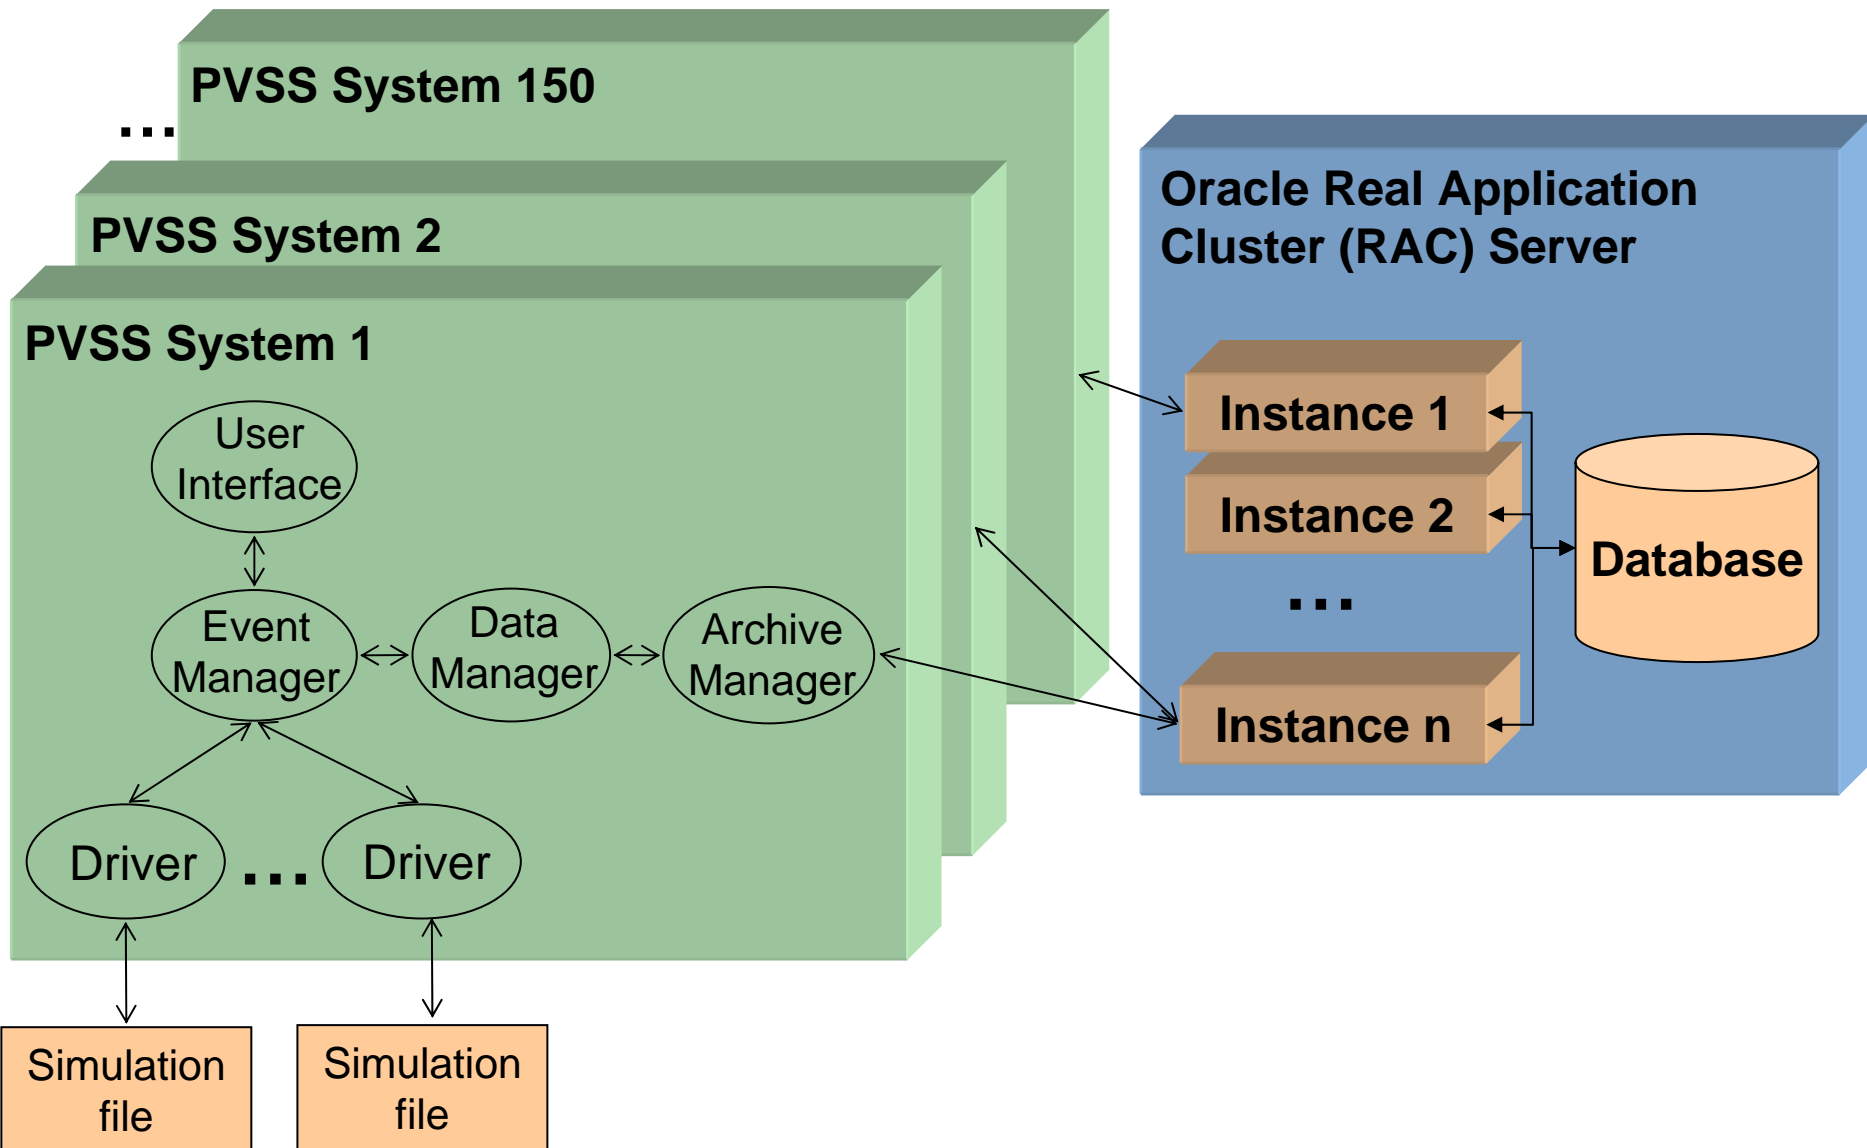 PVSS System 150
...
PVSS System 2
PVSS System 1
User
Interface
Event
Manager
Data
Manager
Archive
Manager
Driver
...
Driver
Simulation
file
Simulation
file
Oracle Real Application
Cluster (RAC) Server
Instance 1
Instance 2
...
Instance n
Database